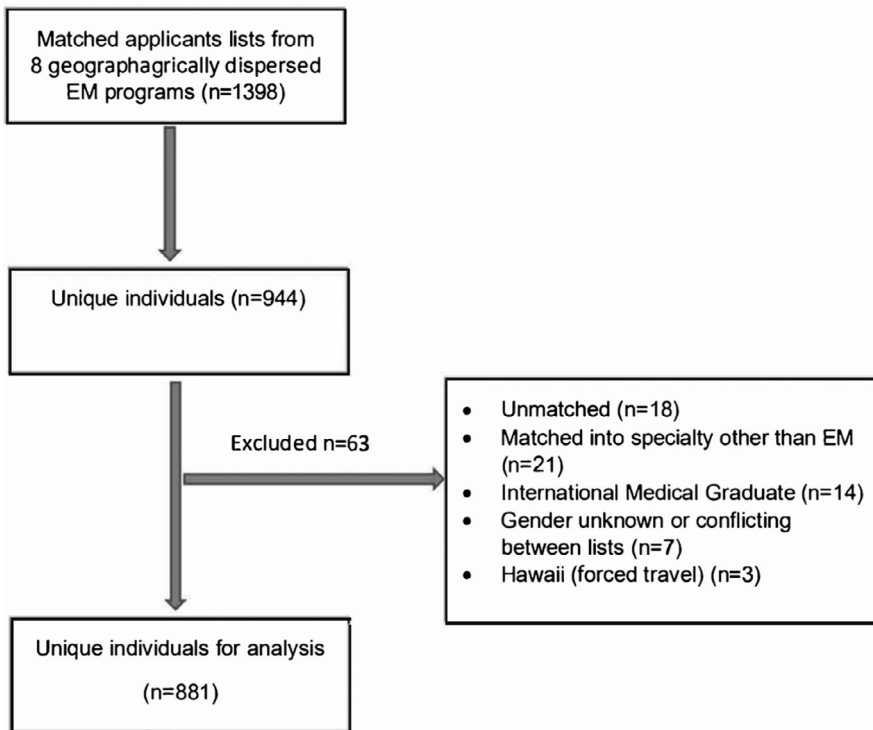 Matched applicants lists from
8 geographagrically dispersed
EM programs (n=1398)
Unique individuals (n=944)
Excluded n=63
• Unmatched (n=18)
• Matched into specialty other than EM
(n=21)
• International Medical Graduate (n=14)
• Gender unknown or conflicting
between lists (n=7)
• Hawaii (forced travel) (n=3)
Unique individuals for analysis
(n=881)